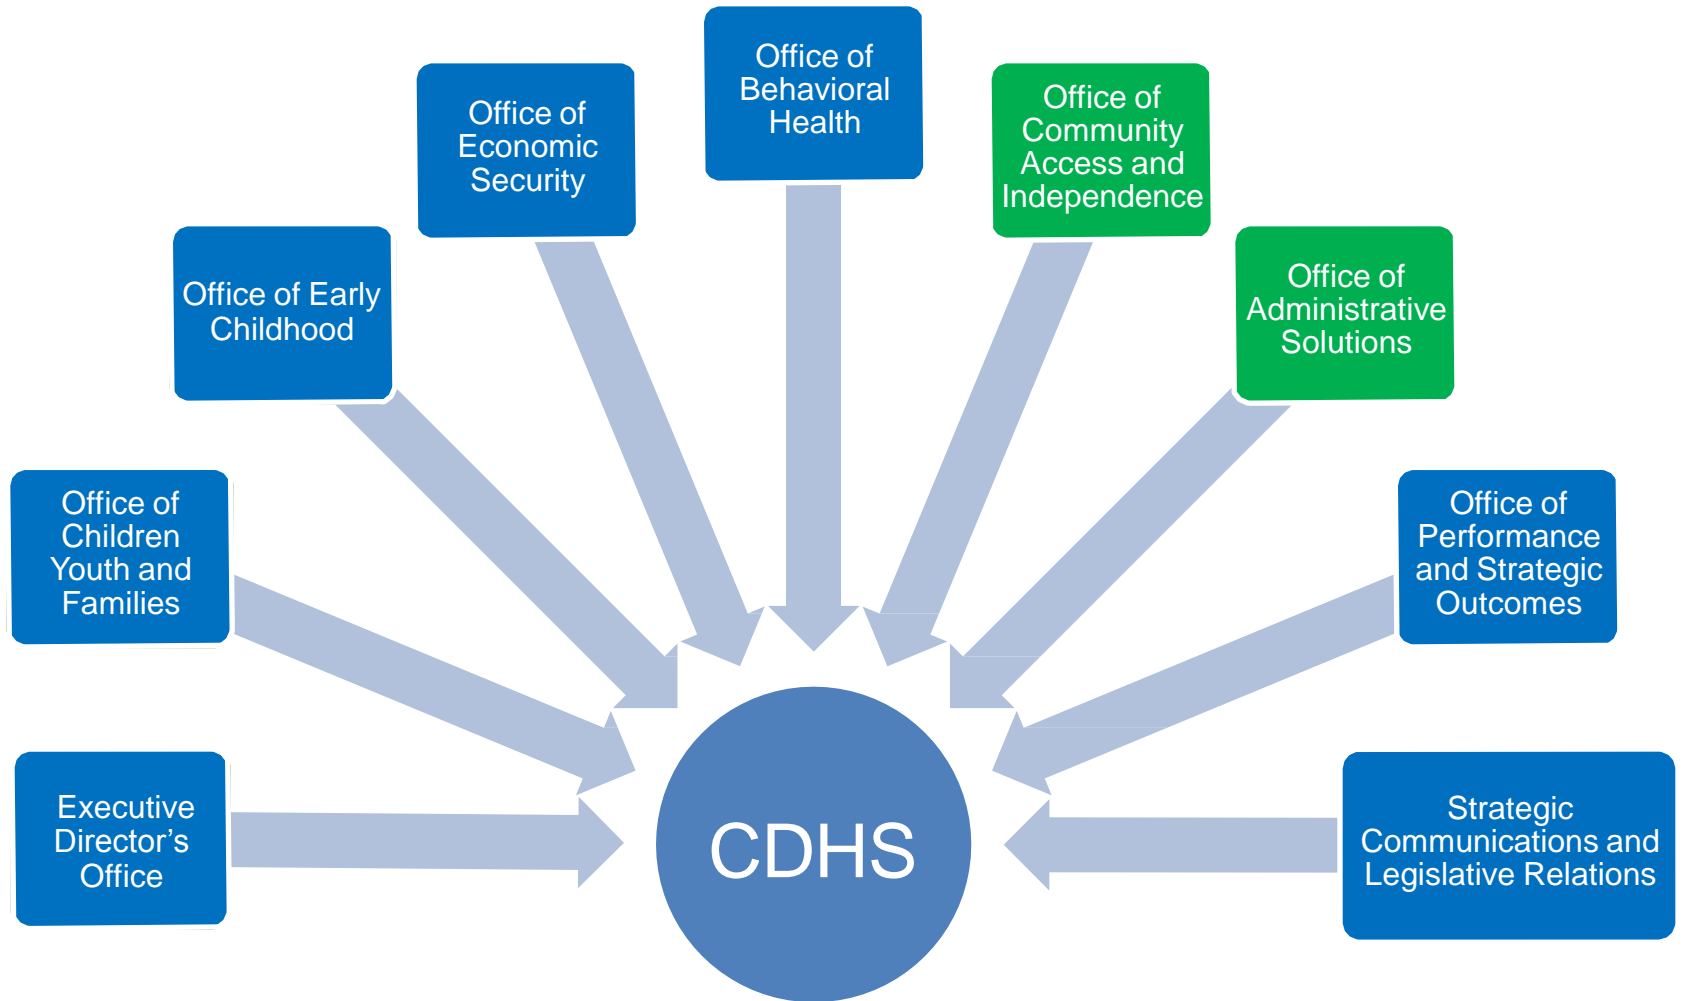 Office of
Behavioral
Health
Office of
Economic
Security
Office of
Community
Access and
Independence
Office of Early
Childhood
Office of
Administrative
Solutions
Office of
Children
Youth and
Families
Office of
Performance
and Strategic
Outcomes
Executive
Director’s
Office
CDHS
Strategic
Communications and
Legislative Relations